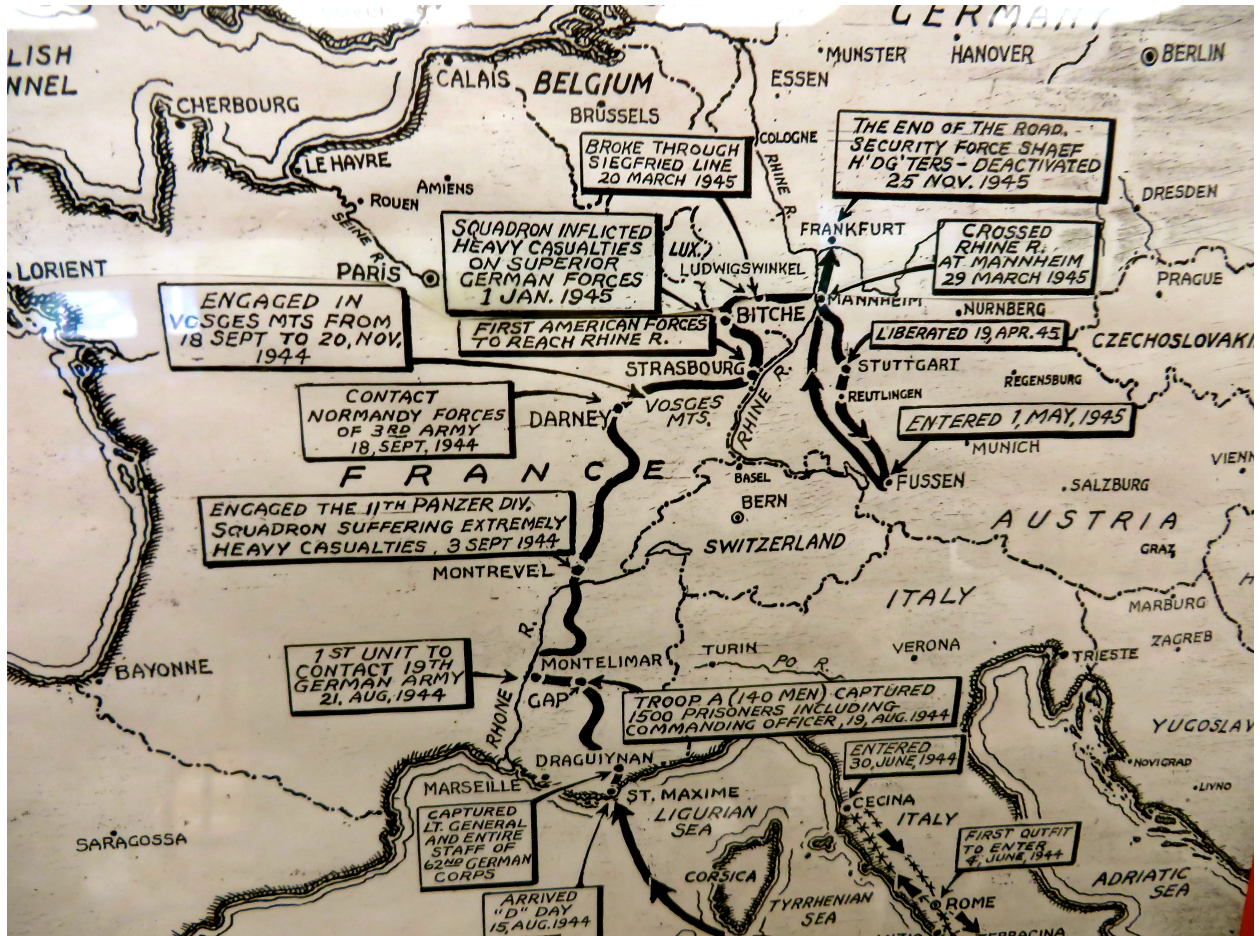 GERMANY
LISH
NNEL
MUNSTER
HANOVER
BERLIN
CALAIS
BELGIUM
ESSEN
CHERBOURG
BRÜSSELS
COLOGNE
RHINE R.
BROKE THROUGH
SIEGFRIED LINE
20 MARCH 1945
THE END OF THE ROAD.
SECURITY FORCE SHAEF
H'DG'TERS - DEACTIVATED
25 NOV. 1945
LE HAVRE
AMIENS
ROUEN
SEINE R.
DRESDEN
SQUADRON INFLICTED
HEAVY CASUALTIES
ON SUPERIOR
GERMAN FORCES
1 JAN. 1945
LUX.
FRANKFURT
CROSSED
RHINE R.
AT MANNHEIM
29 MARCH 1945
LORIENT
PARIS
LUDWIGSWINKEL
PRAGUE
ENGAGED IN
VOSGES MTS FROM
18 SEPT TO 20, NOV.
1944
BITCHE
MANNHEIM
NURNBERG
FIRST AMERICAN FORCES
TO REACH RHINE R.
LIBERATED 19, APR. 45
CZECHOSLOVAKI
STRASBOURG
STUTTGART
REGENSBURG
REUTLINGEN
CONTACT
NORMANDY FORCES
OF 3RD ARMY
18, SEPT, 1944
DARNEY
VOSGES
MTS.
RHINE R.
ENTERED 1, MAY, 1945
MUNICH
FRANCE
BASEL
BERN
FUSSEN
VIENN
SALZBURG
ENGAGED THE 11TH PANZER DIV.
SQUADRON SUFFERING EXTREMELY
HEAVY CASUALTIES, 3 SEPT 1944
AUSTRIA
GRAZ
SWITZERLAND
MONTREVEL
ITALY
MARBURG
ZAGREB
R.
1ST UNIT TO
CONTACT 19TH
GERMAN ARMY
21, AUG, 1944
BAYONNE
MONTELIMAR
TURIN
PO R.
VERONA
TRIESTE
RHONE
GAP
TROOP A (140 MEN) CAPTURED
1500 PRISONERS INCLUDING
COMMANDING OFFICER, 19, AUG. 1944
YUGOSLAV
DRAGUIYNAN
ENTERED
30, JUNE, 1944
NOVIGRAD
MARSEILLE
ST. MAXIME
LIVNO
CAPTURED
LT. GENERAL
AND ENTIRE
STAFF OF
62ND GERMAN
CORPS
LIGURIAN
SEA
CECINA
ITALY
FIRST OUTFIT
TO ENTER
4, JUNE, 1944
SARAGOSSA
CORSICA
ADRIATIC
SEA
ARRIVED
"D" DAY
15, AUG. 1944
TYRRHENIAN
SEA
ROME
TERRACINA